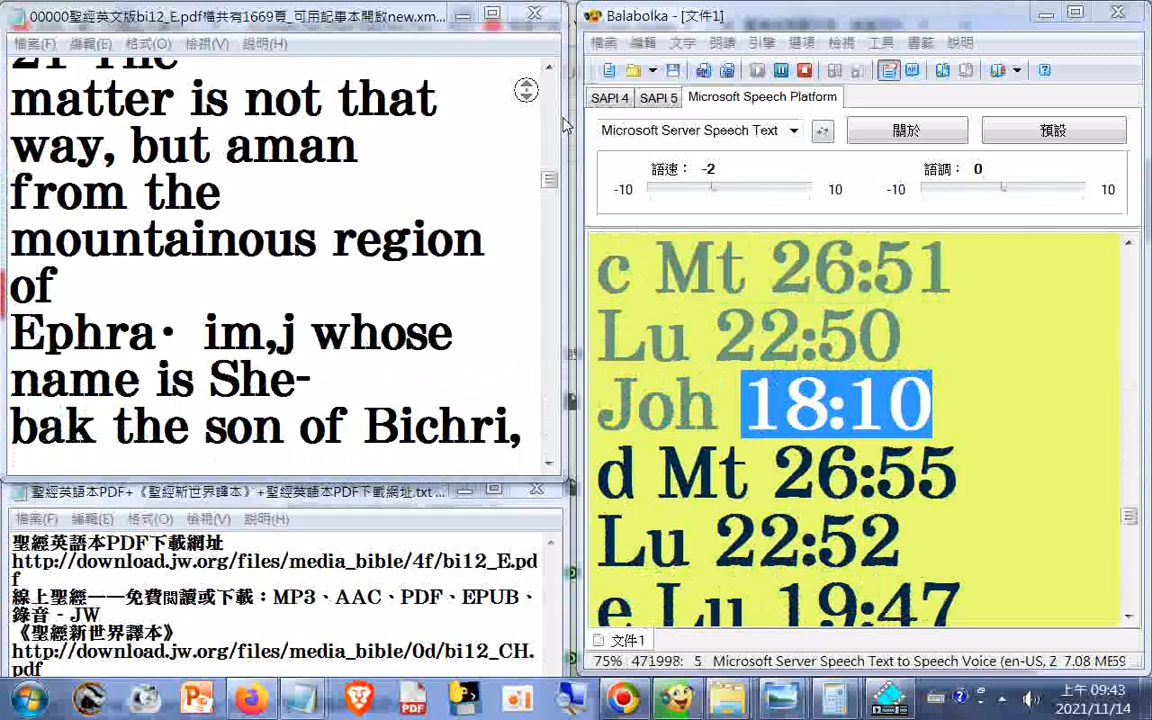 00000聖經英文版bi12_E.pdf檔共有1669頁_可用記事本開啟new.xm...
檔案(F) 編輯(E) 格式(O) 檢視(V) 說明(H)
21 The
matter is not that
way, but aman
from the
mountainous region
of
Ephra· im,j whose
name is She-
bak the son of Bichri,
聖經英語本PDF+《聖經新世界譯本》+聖經英語本PDF下載網址.txt ...
檔案(F) 編輯(E) 格式(O) 檢視(V) 說明(H)
聖經英語本PDF下載網址
http://download.jw.org/files/media_bible/4f/bi12_E.pd
f
線上聖經——免費閱讀或下載：MP3、AAC、PDF、EPUB、
錄音 - JW
《聖經新世界譯本》
http://download.jw.org/files/media_bible/0d/bi12_CH.
pdf
Balabolka - [文件1]
檔案 編輯 文字 朗讀 引擎 選項 檢視 工具 書籤 說明
SAPI 4 SAPI 5 Microsoft Speech Platform
Microsoft Server Speech Text 關於 預設
語速： -2 語調： 0
-10 10 -10 10
c Mt 26:51
Lu 22:50
Joh 18:10
d Mt 26:55
Lu 22:52
e Lu 19:47
文件1
75% 471998: 5 Microsoft Server Speech Text to Speech Voice (en-US, 2 7.08 ME59
上午 09:43
2021/11/14